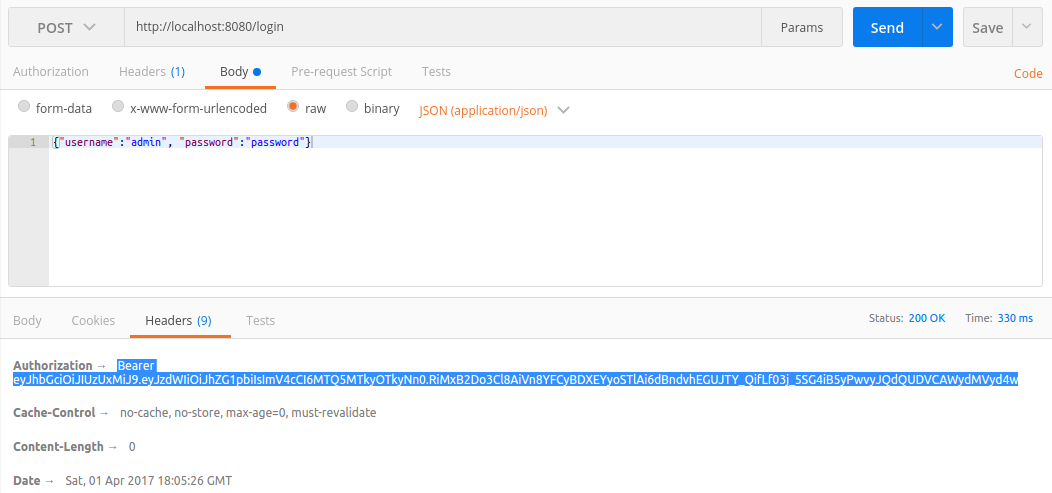 POST http://localhost:8080/login Params Send Save
Authorization Headers (1) Body Pre-request Script Tests Code
form-data x-www-form-urlencoded raw binary JSON (application/json)
1 {"username":"admin", "password":"password"}
Body Cookies Headers (9) Tests Status: 200 OK Time: 330 ms
Authorization → Bearer
eyJhbGciOiJIUzUxMiJ9.eyJzdWIiOiJhZG1pbiIsImV4cCI6MTQ5MTkyOTkyNn0.RiMxB2Do3Cl8AiVn8YFCyBDXEYyoSTlAi6dBndvhEGUJTY_QifLf03j_5SG4iB5yPwvyJQdQUDVCAWydMVyd4w
Cache-Control → no-cache, no-store, max-age=0, must-revalidate
Content-Length → 0
Date → Sat, 01 Apr 2017 18:05:26 GMT